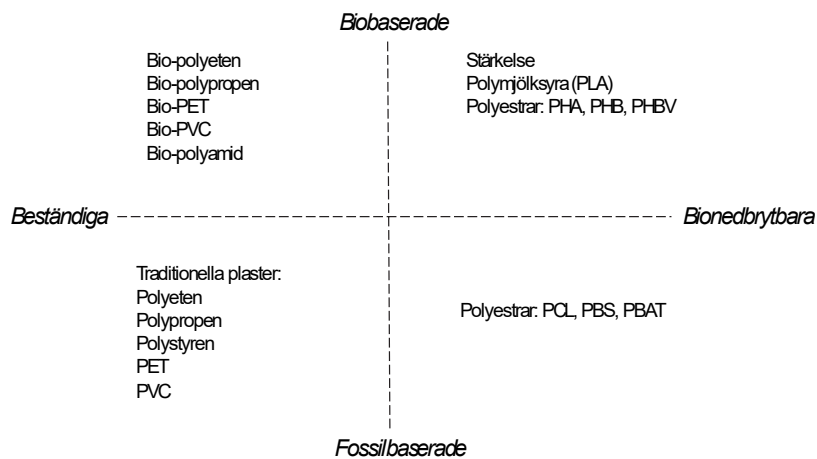 Biobaserade
Bio-polyeten
Bio-polypropen
Bio-PET
Bio-PVC
Bio-polyamid
Stärkelse
Polymjölksyra (PLA)
Polyestrar: PHA, PHB, PHBV
Beständiga
Bionedbrytbara
Traditionella plaster:
Polyeten
Polypropen
Polystyren
PET
PVC
Polyestrar: PCL, PBS, PBAT
Fossilbaserade